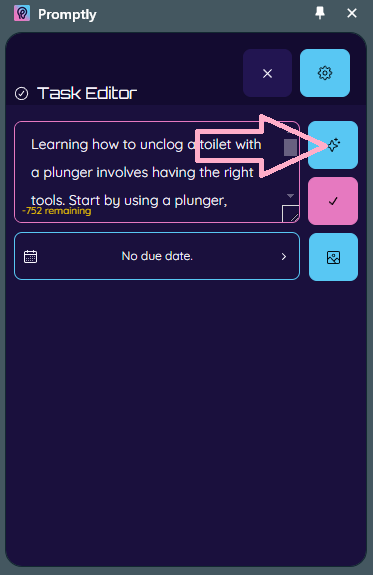 Promptly
Task Editor
Learning how to unclog a toilet with
a plunger involves having the right
tools. Start by using a plunger,
-752 remaining
No due date.